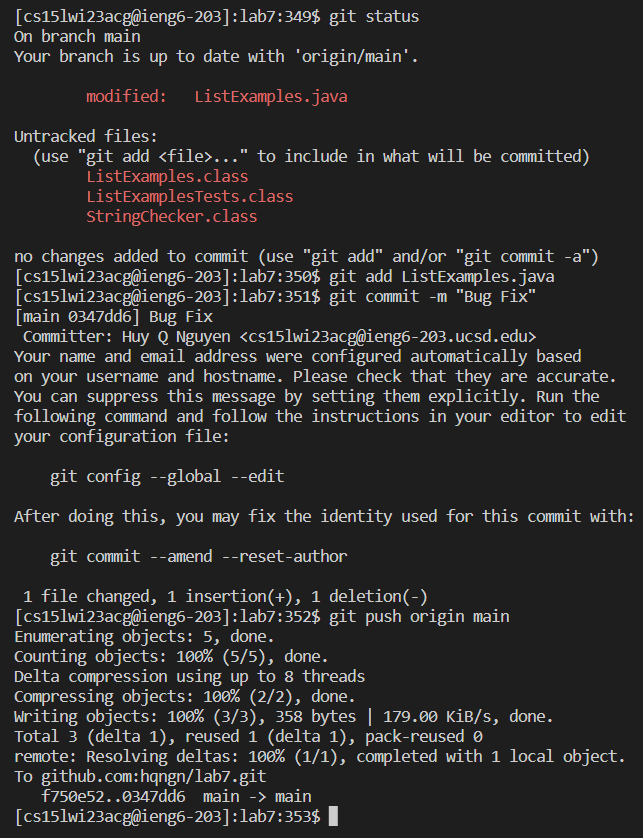 [cs15lwi23acg@ieng6-203]:lab7:349$ git status
On branch main
Your branch is up to date with 'origin/main'.
modified:   ListExamples.java
Untracked files:
  (use "git add <file>..." to include in what will be committed)
ListExamples.class
ListExamplesTests.class
StringChecker.class
no changes added to commit (use "git add" and/or "git commit -a")
[cs15lwi23acg@ieng6-203]:lab7:350$ git add ListExamples.java
[cs15lwi23acg@ieng6-203]:lab7:351$ git commit -m "Bug Fix"
[main 0347dd6] Bug Fix
 Committer: Huy Q Nguyen <cs15lwi23acg@ieng6-203.ucsd.edu>
Your name and email address were configured automatically based
on your username and hostname. Please check that they are accurate.
You can suppress this message by setting them explicitly. Run the
following command and follow the instructions in your editor to edit
your configuration file:
    git config --global --edit
After doing this, you may fix the identity used for this commit with:
    git commit --amend --reset-author
 1 file changed, 1 insertion(+), 1 deletion(-)
[cs15lwi23acg@ieng6-203]:lab7:352$ git push origin main
Enumerating objects: 5, done.
Counting objects: 100% (5/5), done.
Delta compression using up to 8 threads
Compressing objects: 100% (2/2), done.
Writing objects: 100% (3/3), 358 bytes | 179.00 KiB/s, done.
Total 3 (delta 1), reused 1 (delta 1), pack-reused 0
remote: Resolving deltas: 100% (1/1), completed with 1 local object.
To github.com:hqngn/lab7.git
   f750e52..0347dd6  main -> main
[cs15lwi23acg@ieng6-203]:lab7:353$